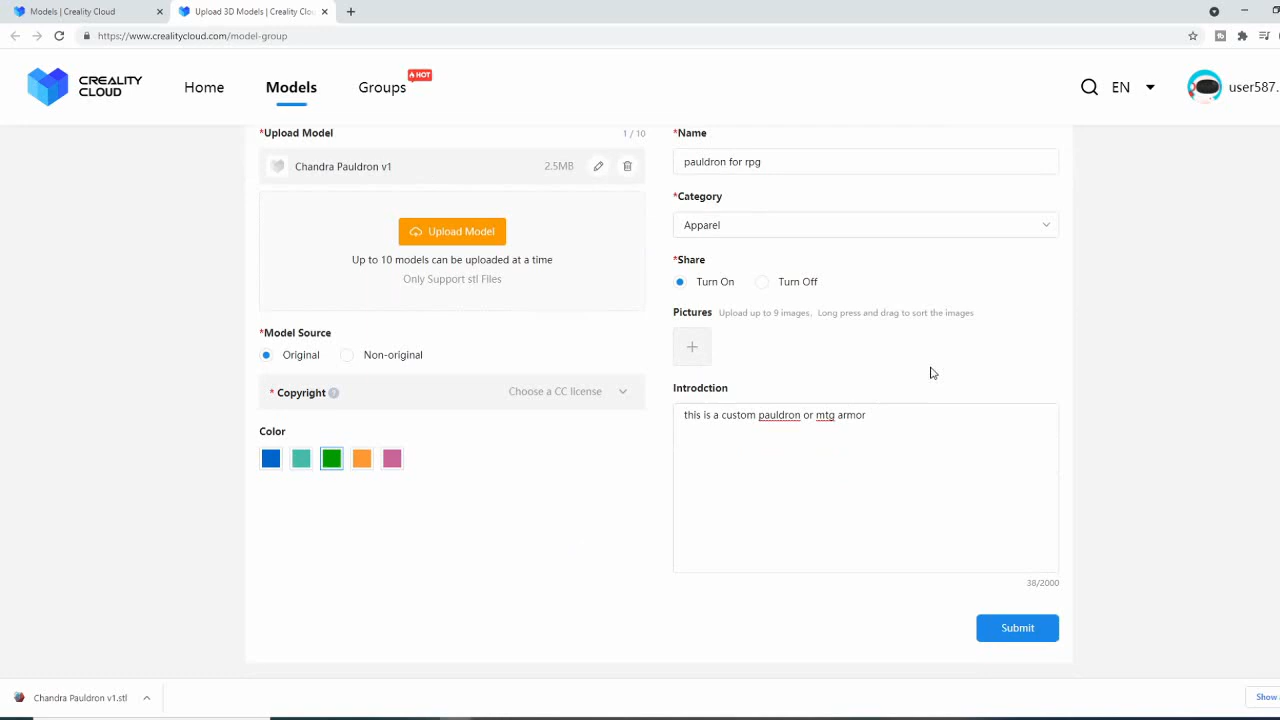 Models | Creality Cloud
Upload 3D Models | Creality Clo
https://www.crealitycloud.com/model-group
CREALITY
CLOUD
Home
Models
Groups
HOT
EN
user587.
*Upload Model
1 / 10
Chandra Pauldron v1
2.5MB
Upload Model
Up to 10 models can be uploaded at a time
Only Support stl FIles
*Model Source
Original
Non-original
* Copyright ?
Choose a CC license
Color
*Name
pauldron for rpg
*Category
Apparel
*Share
Turn On
Turn Off
Pictures Upload up to 9 images, Long press and drag to sort the images
Introdction
this is a custom pauldron or mtg armor
38/2000
Submit
Chandra Pauldron v1.stl
Show